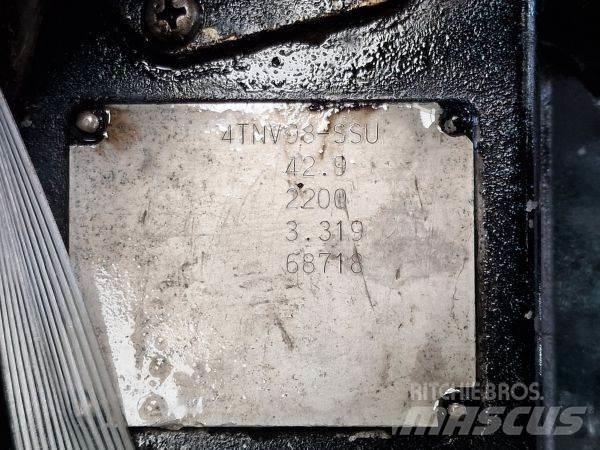 4TNV98-SSU
42.9
2200
3.319
68718
RITCHIE BROS.
MASCUS